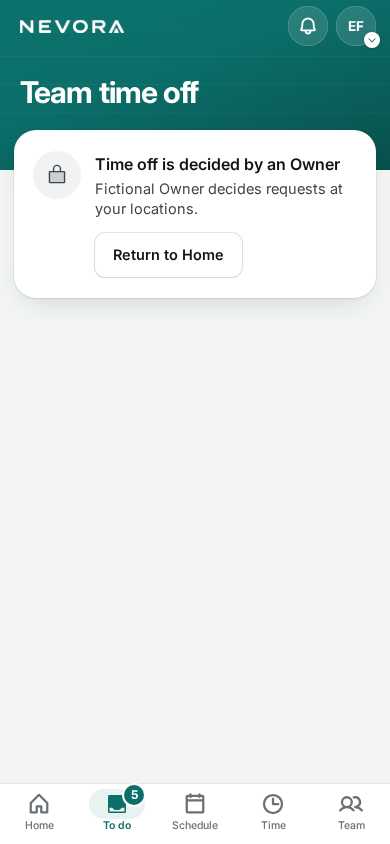 NEVORA
EF
Team time off
Time off is decided by an Owner
Fictional Owner decides requests at
your locations.
Return to Home
5
Home
To do
Schedule
Time
Team